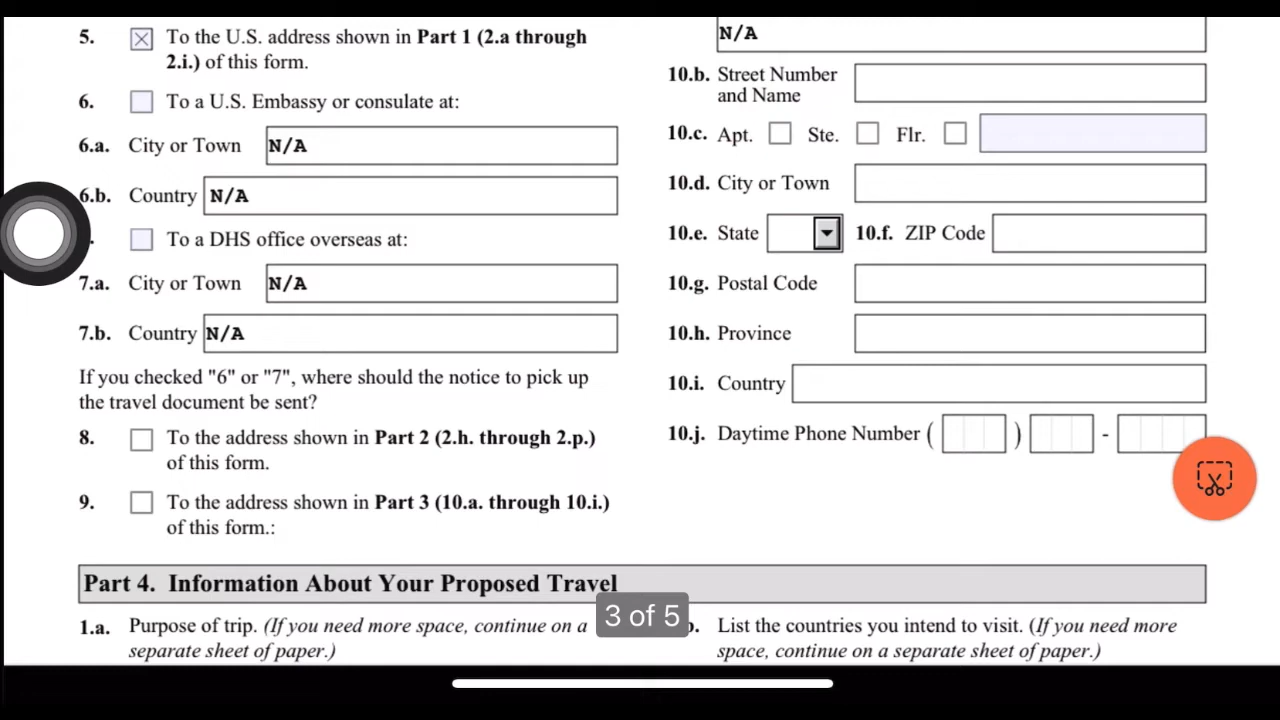 5. To the U.S. address shown in Part 1 (2.a through
2.i.) of this form.
6. To a U.S. Embassy or consulate at:
6.a. City or Town N/A
6.b. Country N/A
To a DHS office overseas at:
7.a. City or Town N/A
7.b. Country N/A
If you checked "6" or "7", where should the notice to pick up
the travel document be sent?
8. To the address shown in Part 2 (2.h. through 2.p.)
of this form.
9. To the address shown in Part 3 (10.a. through 10.i.)
of this form.:
N/A
10.b. Street Number
and Name
10.c. Apt. Ste. Flr.
10.d. City or Town
10.e. State 10.f. ZIP Code
10.g. Postal Code
10.h. Province
10.i. Country
10.j. Daytime Phone Number ( ) -
Part 4. Information About Your Proposed Travel
1.a. Purpose of trip. (If you need more space, continue on a
separate sheet of paper.)
List the countries you intend to visit. (If you need more
space, continue on a separate sheet of paper.)
3 of 5